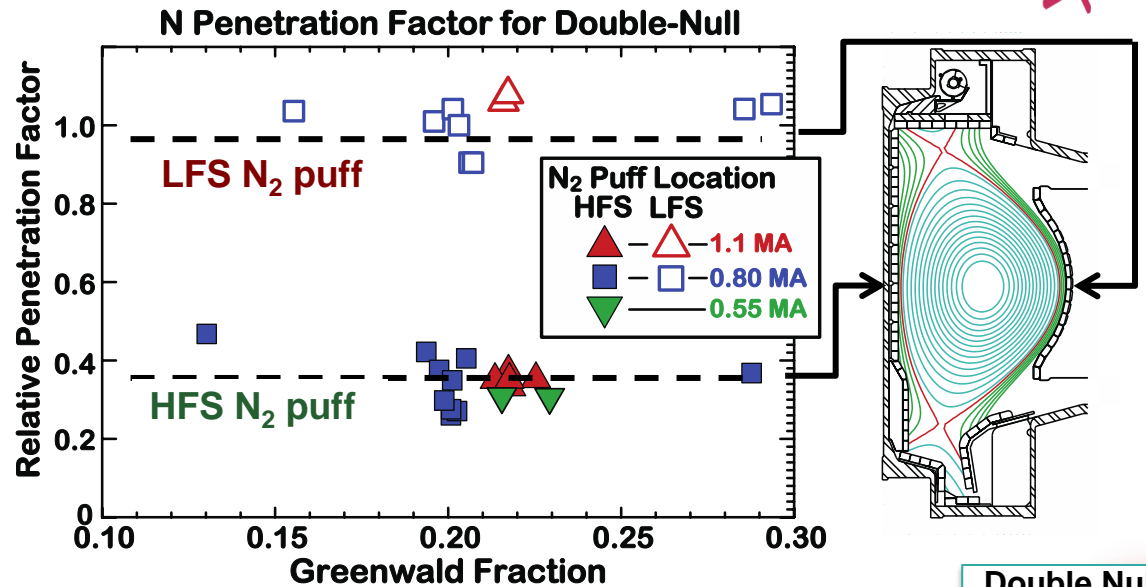 N Penetration Factor for Double-Null
Relative Penetration Factor
1.0
0.8
0.6
0.4
0.2
0
0.10
0.15
0.20
0.25
0.30
Greenwald Fraction
LFS N₂ puff
HFS N₂ puff
N₂ Puff Location
HFS LFS
1.1 MA
0.80 MA
0.55 MA
Double Nu